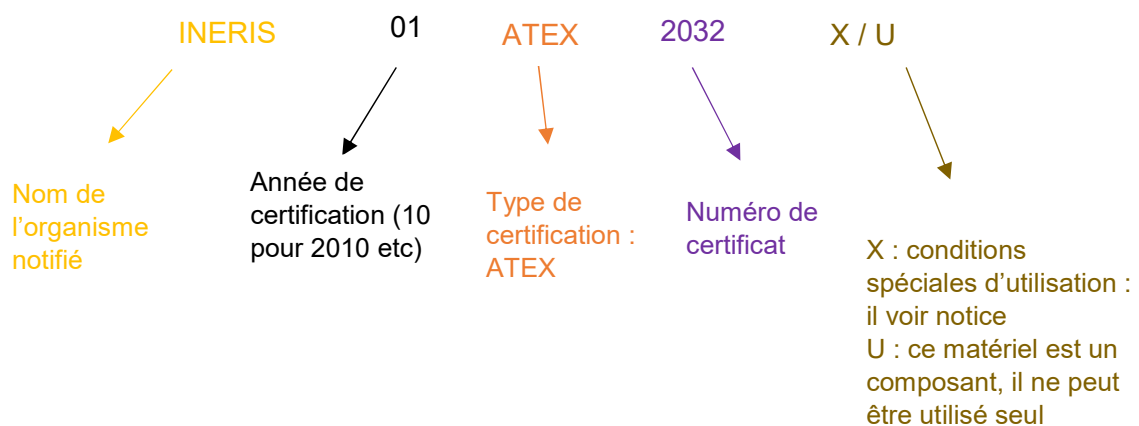 INERIS 01 ATEX 2032 X / U
Nom de
l’organisme
notifié
Année de
certification (10
pour 2010 etc)
Type de
certification :
ATEX
Numéro de
certificat
X : conditions
spéciales d’utilisation :
il voir notice
U : ce matériel est un
composant, il ne peut
être utilisé seul